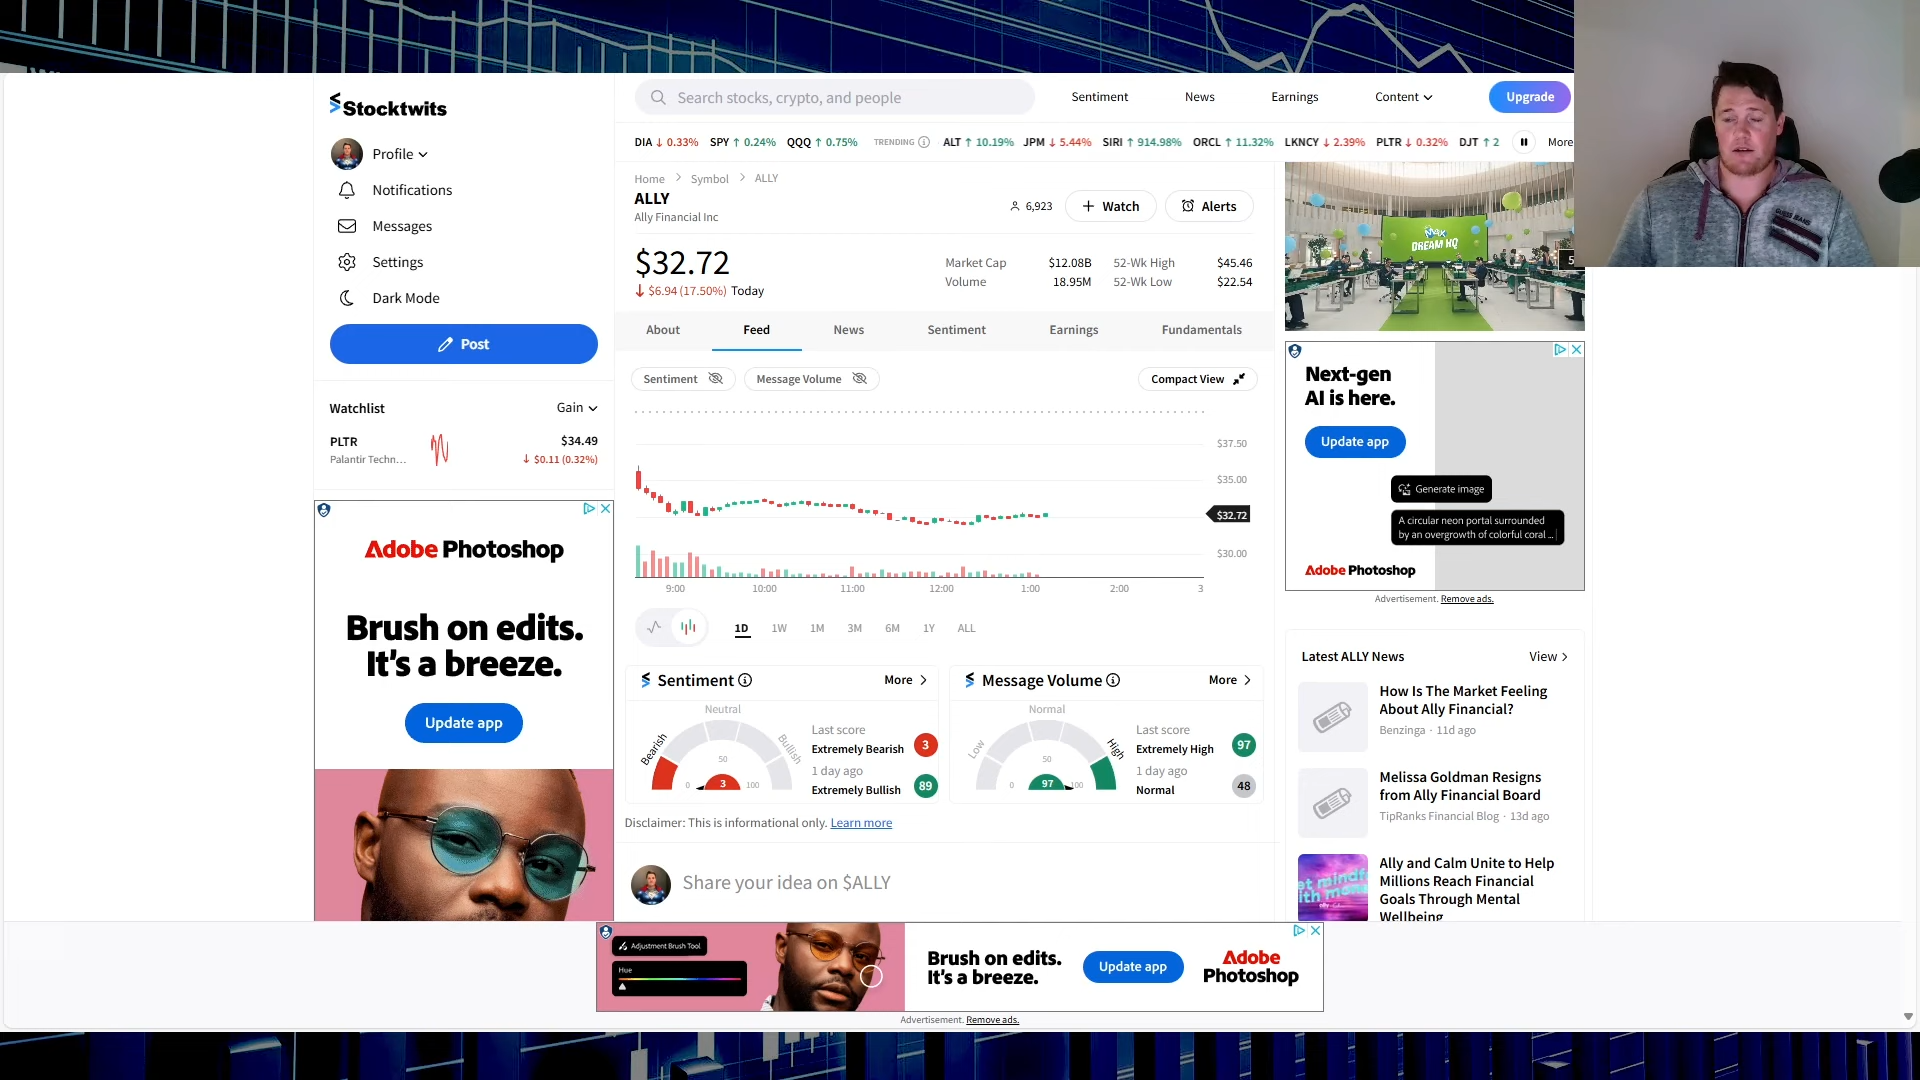 Stocktwits
Search stocks, crypto, and people
Sentiment
News
Earnings
Content
Upgrade
DIA ↓ 0.33% SPY ↑ 0.24% QQQ ↑ 0.75% TRENDING ALT ↑ 10.19% JPM ↓ 5.44% SIRI ↑ 914.98% ORCL ↑ 11.32% LKNCY ↓ 2.39% PLTR ↓ 0.32% DJT ↑ 2
More
Profile
Notifications
Messages
Settings
Dark Mode
Post
Watchlist
Gain
PLTR
$34.49
Palantir Techn...
↓ $0.11 (0.32%)
Adobe Photoshop
Brush on edits.
It's a breeze.
Update app
Home > Symbol > ALLY
ALLY
Ally Financial Inc
6,923
+ Watch
Alerts
$32.72
↓ $6.94 (17.50%) Today
Market Cap $12.08B 52-Wk High $45.46
Volume 18.95M 52-Wk Low $22.54
About
Feed
News
Sentiment
Earnings
Fundamentals
Sentiment
Message Volume
Compact View
$37.50
$35.00
$32.72
$30.00
9:00 10:00 11:00 12:00 1:00 2:00 3
1D 1W 1M 3M 6M 1Y ALL
Sentiment
More >
Neutral
Bearish
Bullish
50
0
3
100
Last score
Extremely Bearish 3
1 day ago
Extremely Bullish 89
Message Volume
More >
Normal
Low
High
50
0
97
100
Last score
Extremely High 97
1 day ago
Normal 48
Disclaimer: This is informational only. Learn more
Share your idea on $ALLY
Max
DREAM HQ
5
Next-gen
AI is here.
Update app
Generate image
A circular neon portal surrounded
by an overgrowth of colorful coral ...
Adobe Photoshop
Advertisement. Remove ads.
Latest ALLY News
View >
How Is The Market Feeling
About Ally Financial?
Benzinga · 11d ago
Melissa Goldman Resigns
from Ally Financial Board
TipRanks Financial Blog · 13d ago
Ally and Calm Unite to Help
Millions Reach Financial
Goals Through Mental
Wellbeing
Adjustment Brush Tool
Hue
Brush on edits.
It's a breeze.
Update app
Adobe
Photoshop
Advertisement. Remove ads.